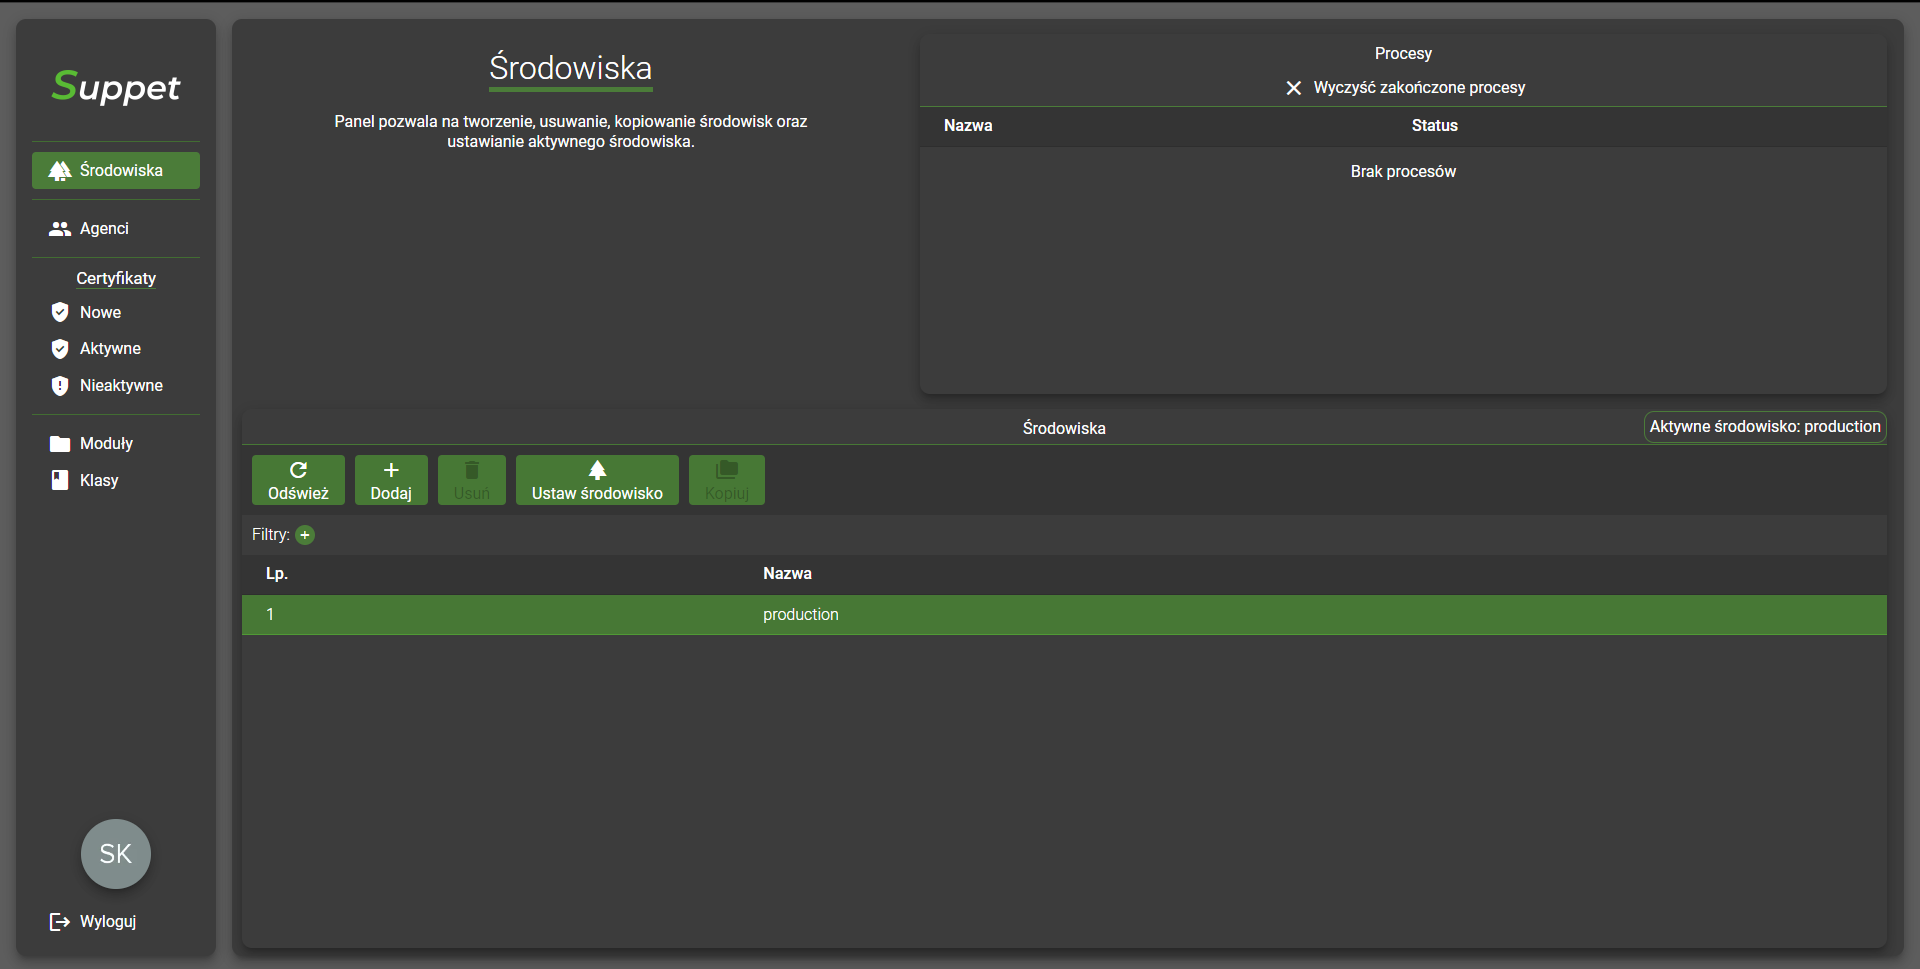 Suppet
Środowiska
Agenci
Certyfikaty
Nowe
Aktywne
Nieaktywne
Moduły
Klasy
SK
Wyloguj
Środowiska
Panel pozwala na tworzenie, usuwanie, kopiowanie środowisk oraz
ustawianie aktywnego środowiska.
Procesy
Wyczyść zakończone procesy
Nazwa Status
Brak procesów
Środowiska
Aktywne środowisko: production
Odśwież Dodaj Usuń Ustaw środowisko Kopiuj
Filtry:
Lp. Nazwa
1 production